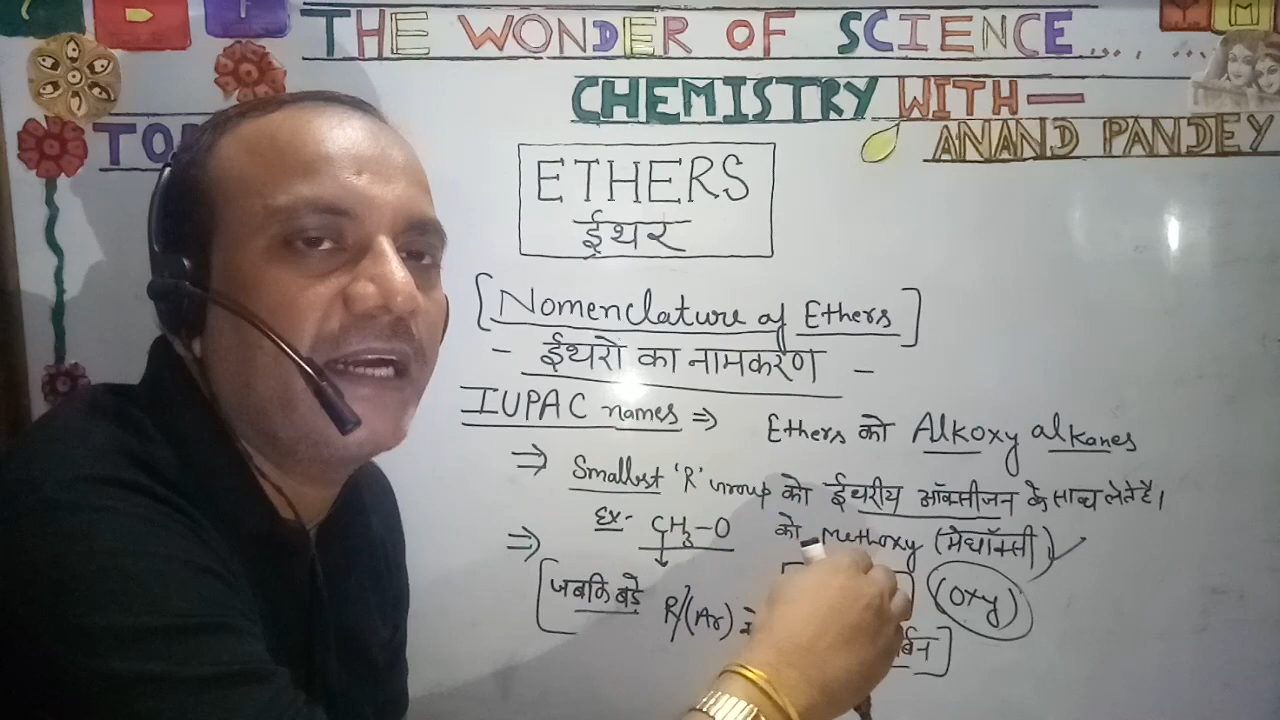 THE WONDER OF SCIENCE.... ....
CHEMISTRY WITH—
ANAND PANDEY
ETHERS
ईथर
[Nomenclature of Ethers]
- ईथरो का नामकरण -
IUPAC names ⇒ Ethers को Alkoxy alkanes
⇒ Smallest 'R' group को ईथरीय ऑक्सीजन के साथ लेते है।
Ex- CH₃-O को Methoxy (मेथॉक्सी)
⇒ [जबकि बड़े R/(Ar)
(oxy)